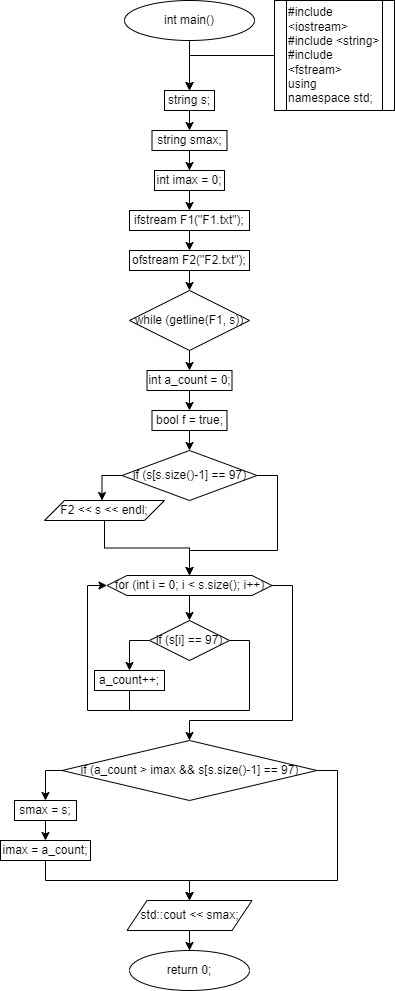 int main()
#include
<iostream>
#include <string>
#include
<fstream>
using
namespace std;
string s;
string smax;
int imax = 0;
ifstream F1("F1.txt");
ofstream F2("F2.txt");
while (getline(F1, s))
int a_count = 0;
bool f = true;
if (s[s.size()-1] == 97)
F2 << s << endl;
for (int i = 0; i < s.size(); i++)
if (s[i] == 97)
a_count++;
if (a_count > imax && s[s.size()-1] == 97)
smax = s;
imax = a_count;
std::cout << smax;
return 0;